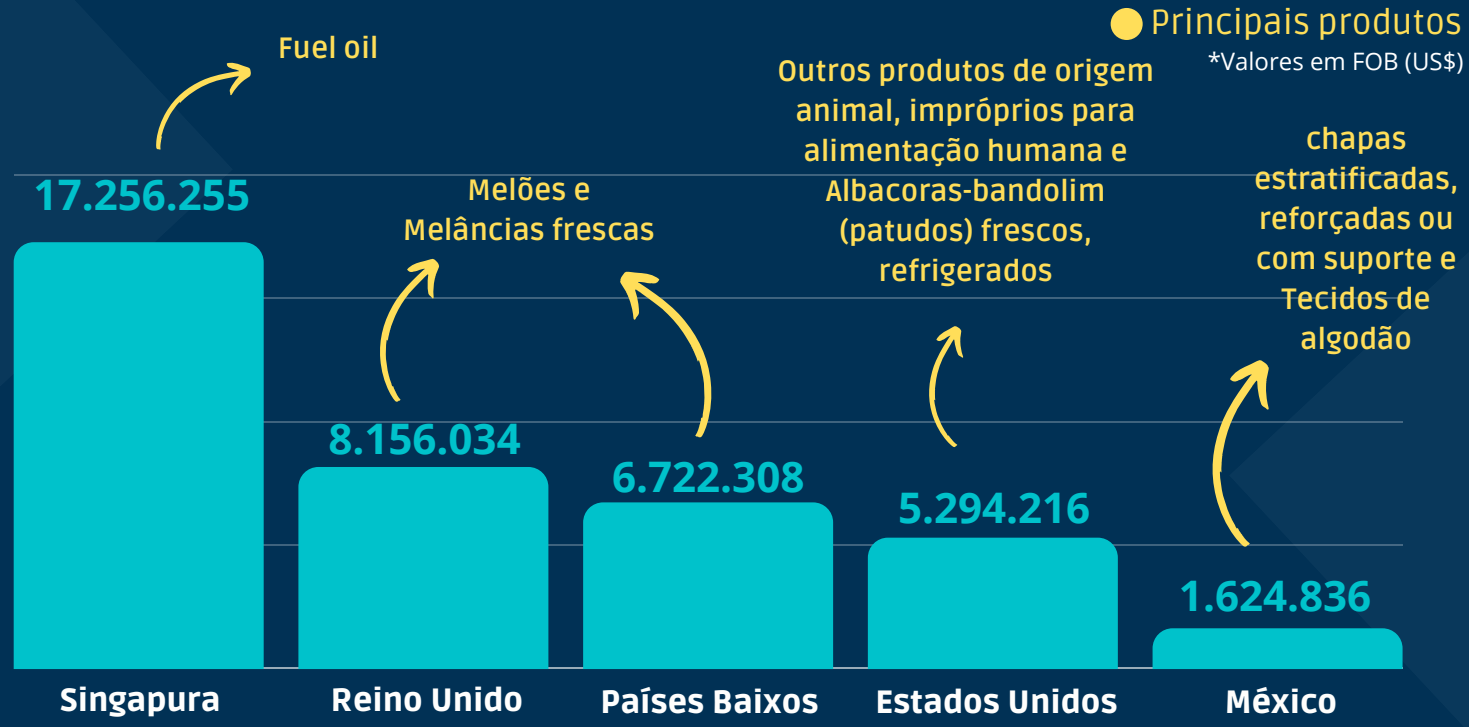 Principais produtos
*Valores em FOB (US$)
Fuel oil
17.256.255
Melões e
Melâncias frescas
8.156.034
6.722.308
Outros produtos de origem
animal, impróprios para
alimentação humana e
Albacoras-bandolim
(patudos) frescos,
refrigerados
5.294.216
chapas
estratificadas,
reforçadas ou
com suporte e
Tecidos de
algodão
1.624.836
Singapura
Reino Unido
Países Baixos
Estados Unidos
México